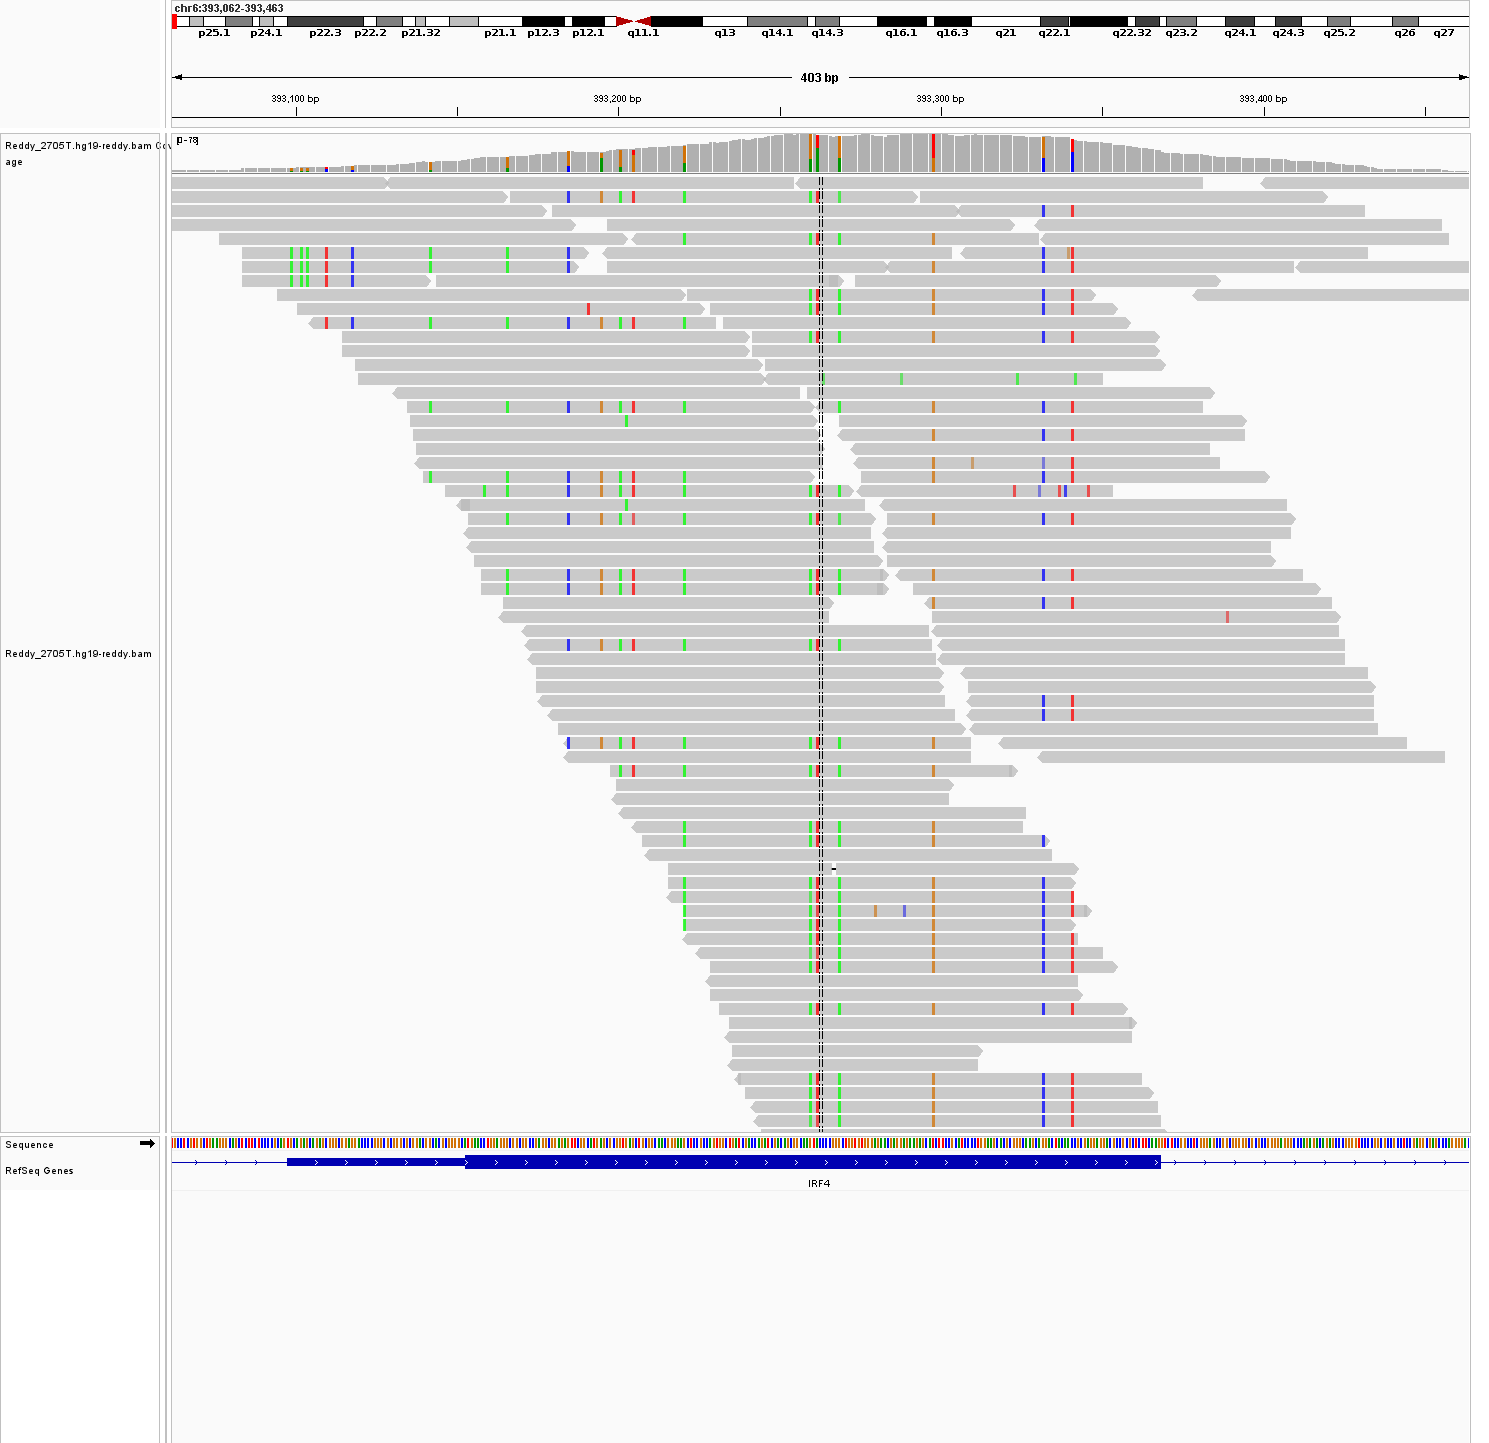 chr6:393,062-393,463
p25.1 p24.1 p22.3 p22.2 p21.32 p21.1 p12.3 p12.1 q11.1 q13 q14.1 q14.3 q16.1 q16.3 q21 q22.1 q22.32 q23.2 q24.1 q24.3 q25.2 q26 q27
403 bp
393,100 bp 393,200 bp 393,300 bp 393,400 bp
[0-78]
Reddy_2705T.hg19-reddy.bam Cov
age
Reddy_2705T.hg19-reddy.bam
Sequence
RefSeq Genes
IRF4